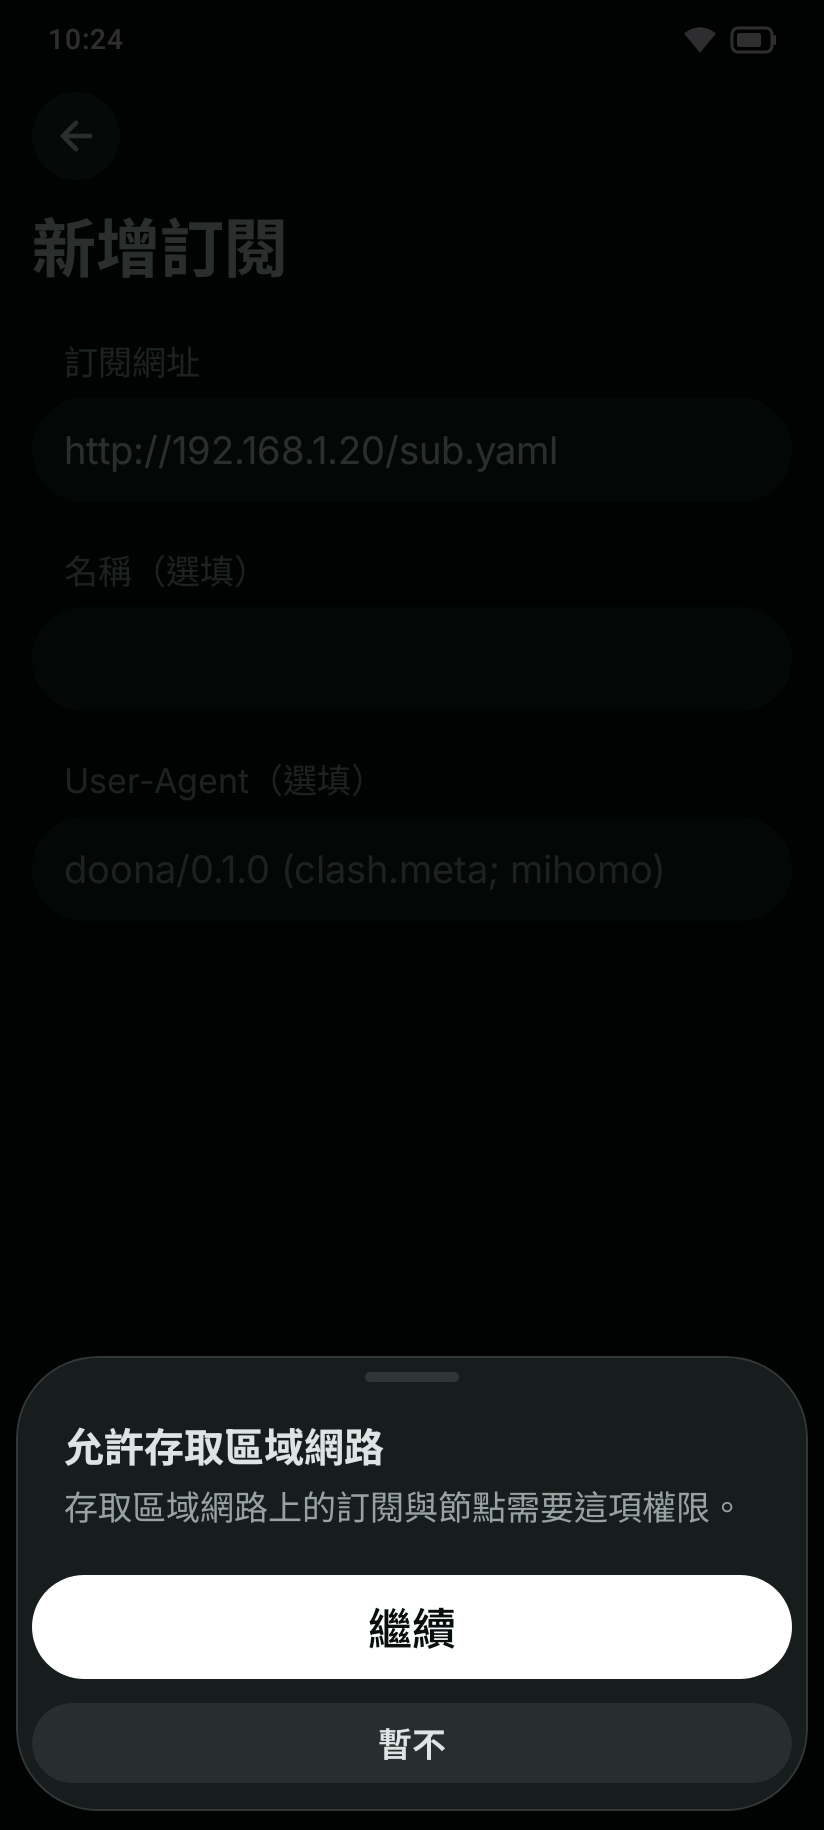 10:24
新增訂閱
訂閱網址
http://192.168.1.20/sub.yaml
名稱（選填）
User-Agent（選填）
doona/0.1.0 (clash.meta; mihomo)
允許存取區域網路
存取區域網路上的訂閱與節點需要這項權限。
繼續
暫不